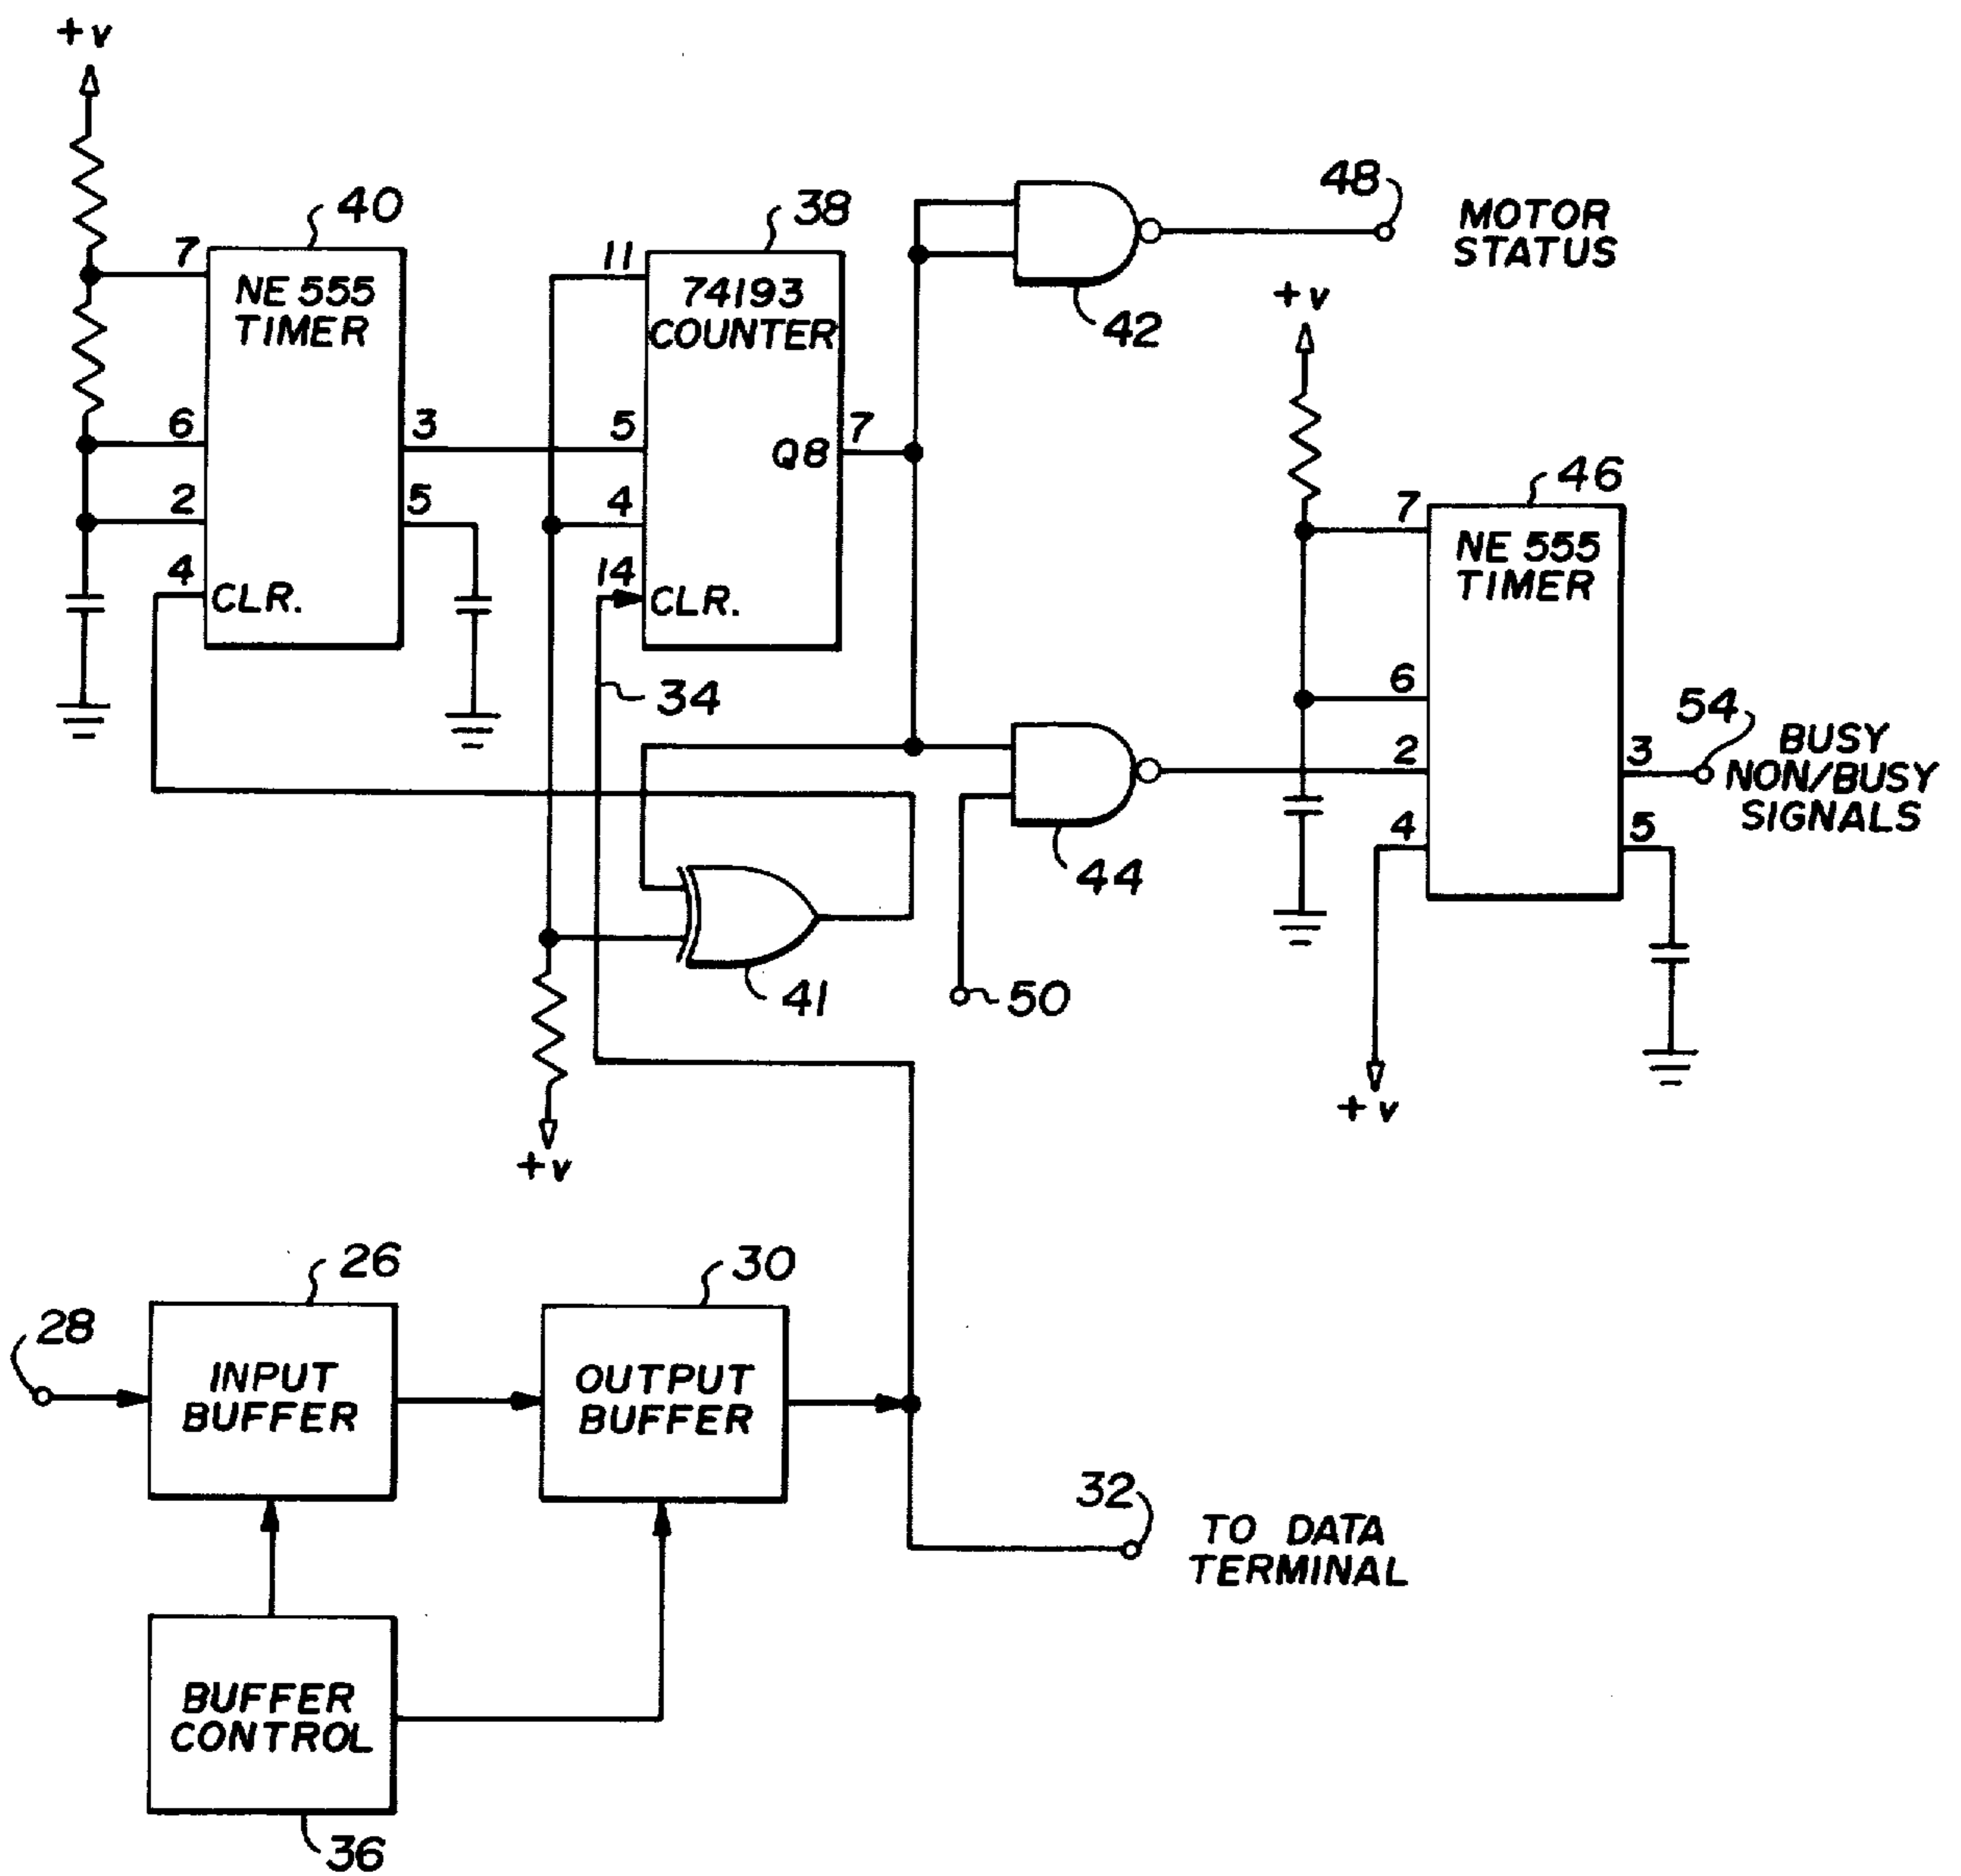 +v
40
38
48
MOTOR
STATUS
7
NE 555
TIMER
11
74193
COUNTER
42
+v
6
3
5
Q8
7
46
2
5
4
7
NE 555
TIMER
4
CLR.
14
CLR.
34
6
54
BUSY
NON/BUSY
SIGNALS
2
3
4
5
44
41
50
+v
+v
26
30
28
INPUT
BUFFER
OUTPUT
BUFFER
32
TO DATA
TERMINAL
BUFFER
CONTROL
36